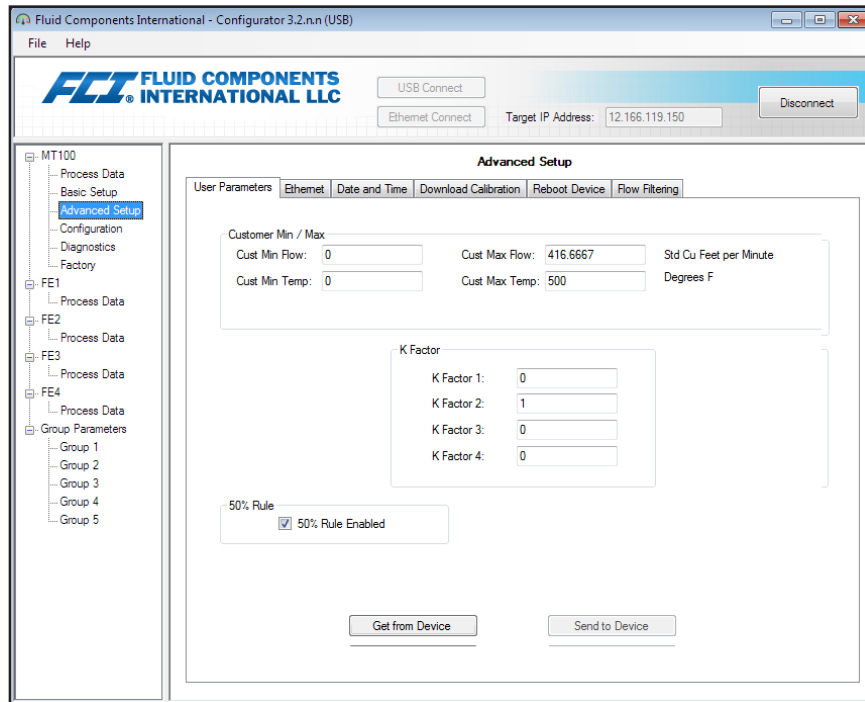 Fluid Components International - Configurator 3.2.n.n (USB)
File Help
FCI. FLUID COMPONENTS
® INTERNATIONAL LLC
USB Connect
Ethernet Connect
Target IP Address: 12.166.119.150
Disconnect
MT100
Process Data
Basic Setup
Advanced Setup
Configuration
Diagnostics
Factory
FE1
Process Data
FE2
Process Data
FE3
Process Data
FE4
Process Data
Group Parameters
Group 1
Group 2
Group 3
Group 4
Group 5
Advanced Setup
User Parameters Ethernet Date and Time Download Calibration Reboot Device Flow Filtering
Customer Min / Max
Cust Min Flow: 0 Cust Max Flow: 416.6667 Std Cu Feet per Minute
Cust Min Temp: 0 Cust Max Temp: 500 Degrees F
K Factor
K Factor 1: 0
K Factor 2: 1
K Factor 3: 0
K Factor 4: 0
50% Rule
50% Rule Enabled
Get from Device Send to Device